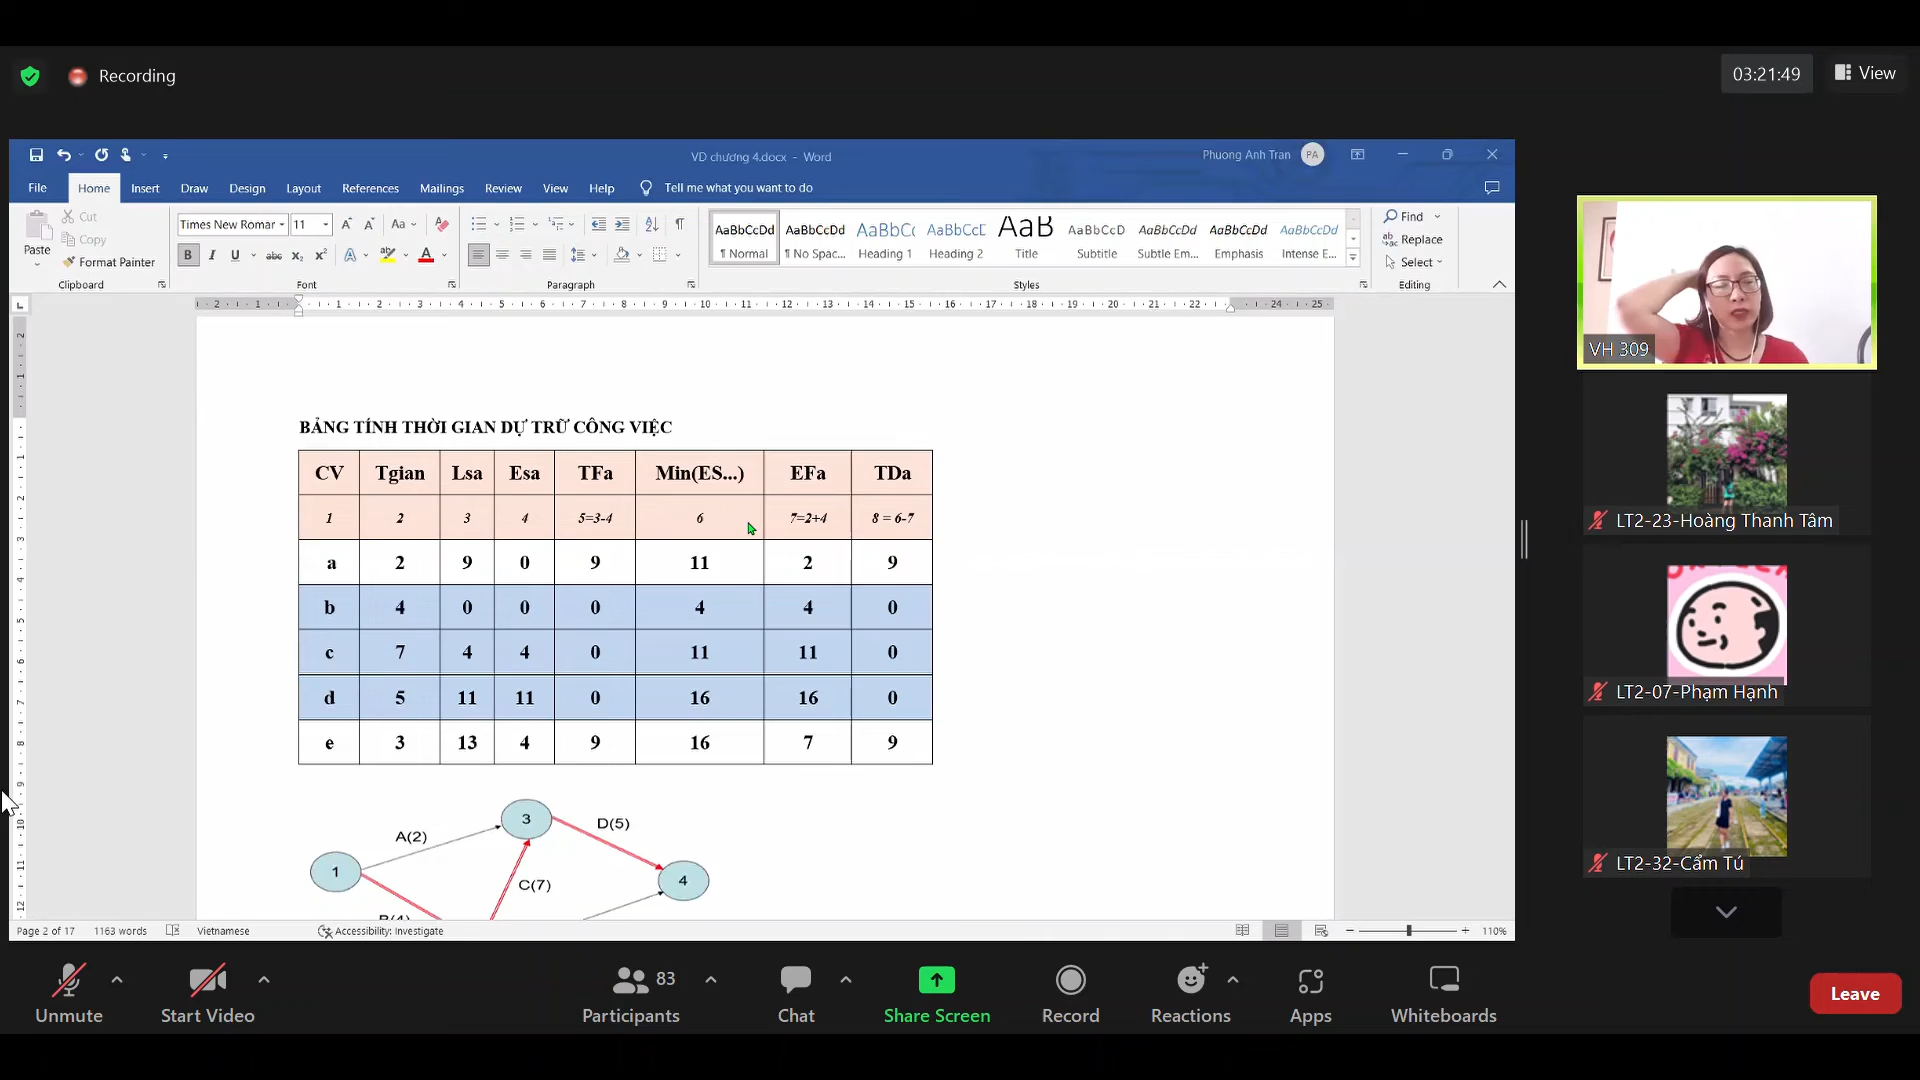 Recording
03:21:49
View
VD chương 4.docx - Word
Phuong Anh Tran
PA
File
Home
Insert
Draw
Design
Layout
References
Mailings
Review
View
Help
Tell me what you want to do
Paste
Cut
Copy
Format Painter
Clipboard
Times New Romar
11
Font
Paragraph
AaBbCcDd
¶ Normal
AaBbCcDd
¶ No Spac...
AaBbCc
Heading 1
AaBbCcE
Heading 2
AaB
Title
AaBbCcD
Subtitle
AaBbCcDd
Subtle Em...
AaBbCcDd
Emphasis
AaBbCcDd
Intense E...
Styles
Find
Replace
Select
Editing
BẢNG TÍNH THỜI GIAN DỰ TRỮ CÔNG VIỆC
CV Tgian Lsa Esa TFa Min(ES...) EFa TDa
1 2 3 4 5=3-4 6 7=2+4 8 = 6-7
a 2 9 0 9 11 2 9
b 4 0 0 0 4 4 0
c 7 4 4 0 11 11 0
d 5 11 11 0 16 16 0
e 3 13 4 9 16 7 9
3
A(2)
D(5)
1
C(7)
4
B(4)
Page 2 of 17
1163 words
Vietnamese
Accessibility: Investigate
110%
VH 309
LT2-23-Hoàng Thanh Tâm
LT2-07-Phạm Hạnh
LT2-32-Cẩm Tú
Unmute
Start Video
Participants
83
Chat
Share Screen
Record
Reactions
Apps
Whiteboards
Leave